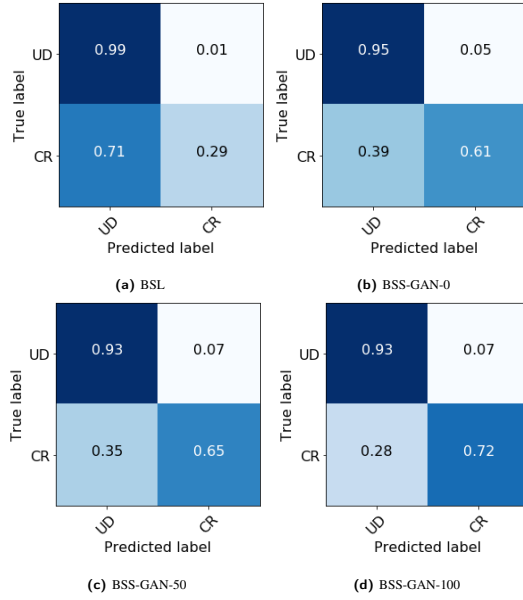 UD
0.99
0.01
CR
0.71
0.29
True label
UD
CR
Predicted label
(a) BSL
UD
0.95
0.05
CR
0.39
0.61
True label
UD
CR
Predicted label
(b) BSS-GAN-0
UD
0.93
0.07
CR
0.35
0.65
True label
UD
CR
Predicted label
(c) BSS-GAN-50
UD
0.93
0.07
CR
0.28
0.72
True label
UD
CR
Predicted label
(d) BSS-GAN-100